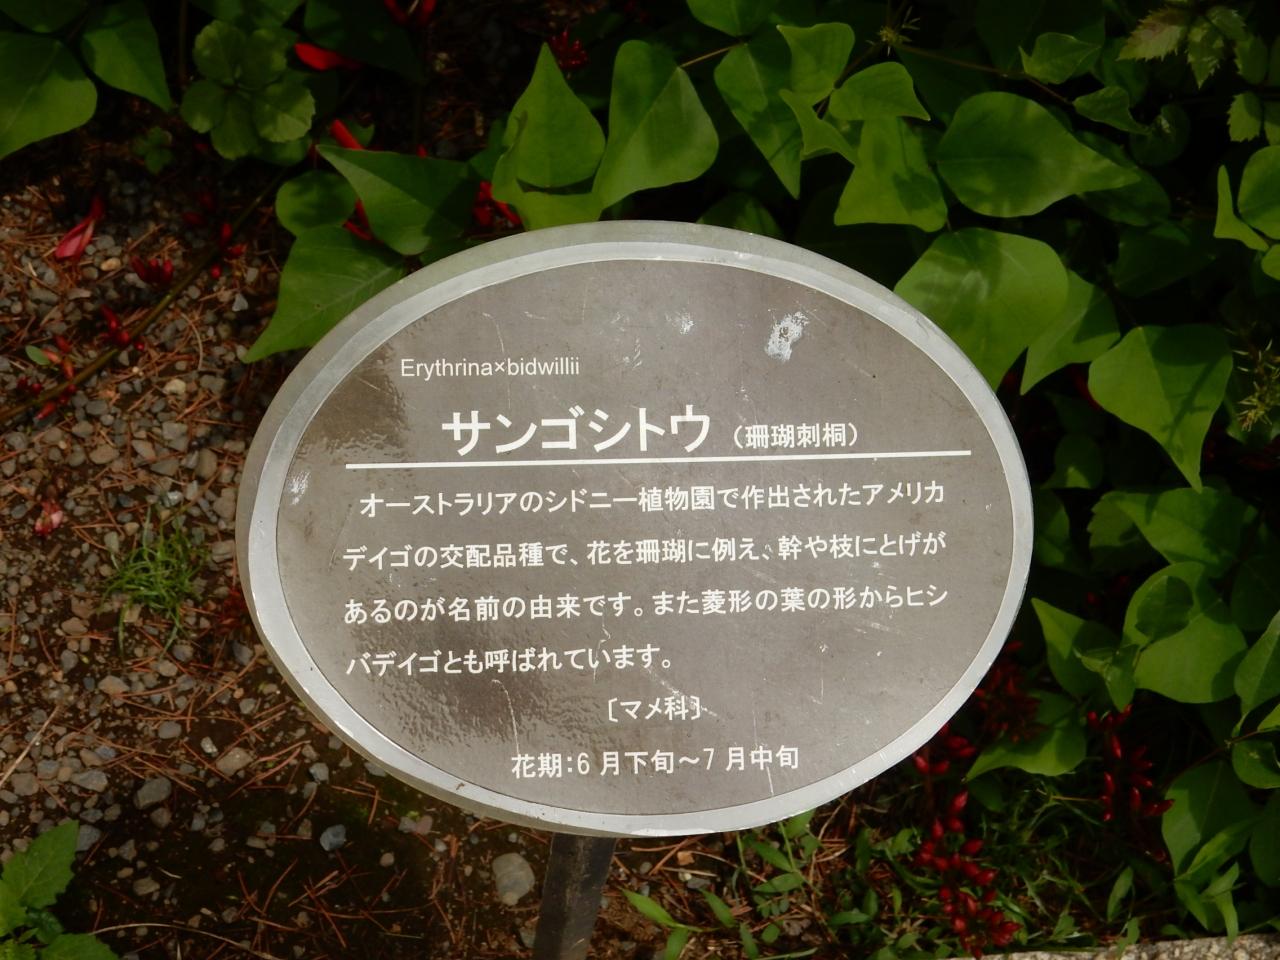 Erythrina×bidwillii
サンゴシトウ（珊瑚刺桐）
オーストラリアのシドニー植物園で作出されたアメリカ
デイゴの交配品種で、花を珊瑚に例え、幹や枝にとげが
あるのが名前の由来です。また菱形の葉の形からヒシ
バデイゴとも呼ばれています。
〔マメ科〕
花期：6月下旬～7月中旬